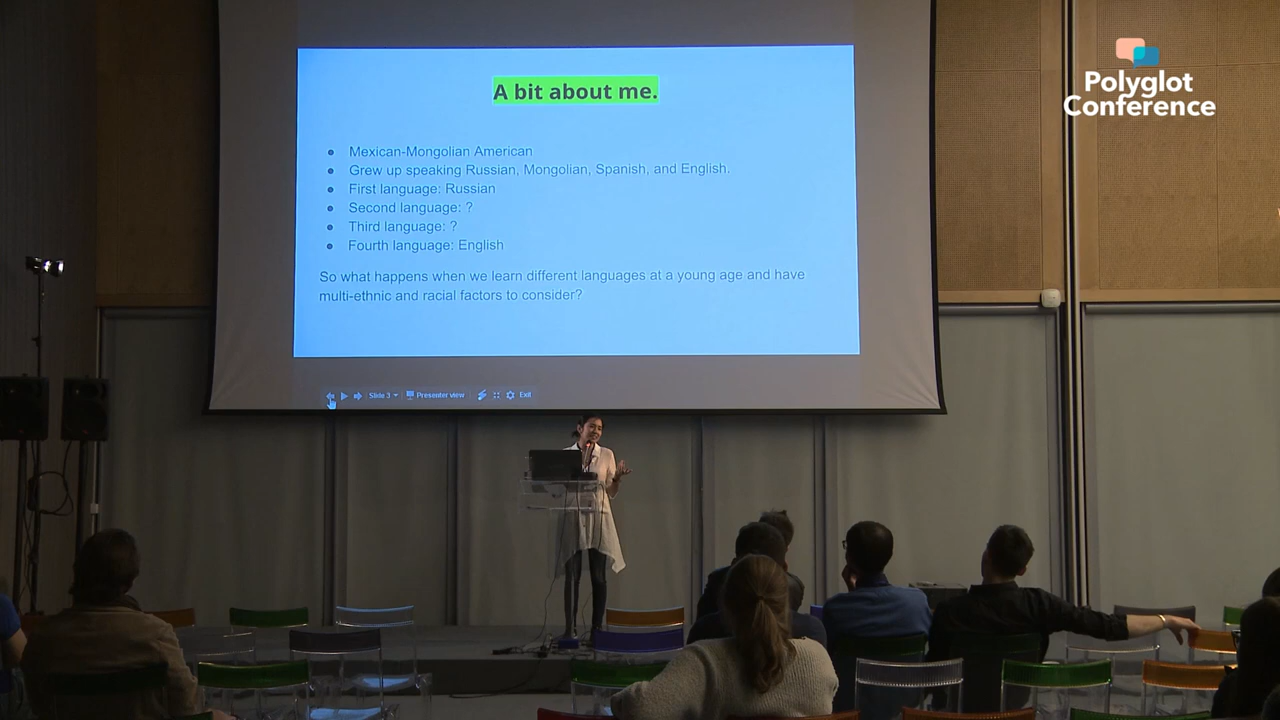 Polyglot
Conference
A bit about me.
● Mexican-Mongolian American
● Grew up speaking Russian, Mongolian, Spanish, and English.
● First language: Russian
● Second language: ?
● Third language: ?
● Fourth language: English
So what happens when we learn different languages at a young age and have
multi-ethnic and racial factors to consider?
Slide 3 Presenter view Exit